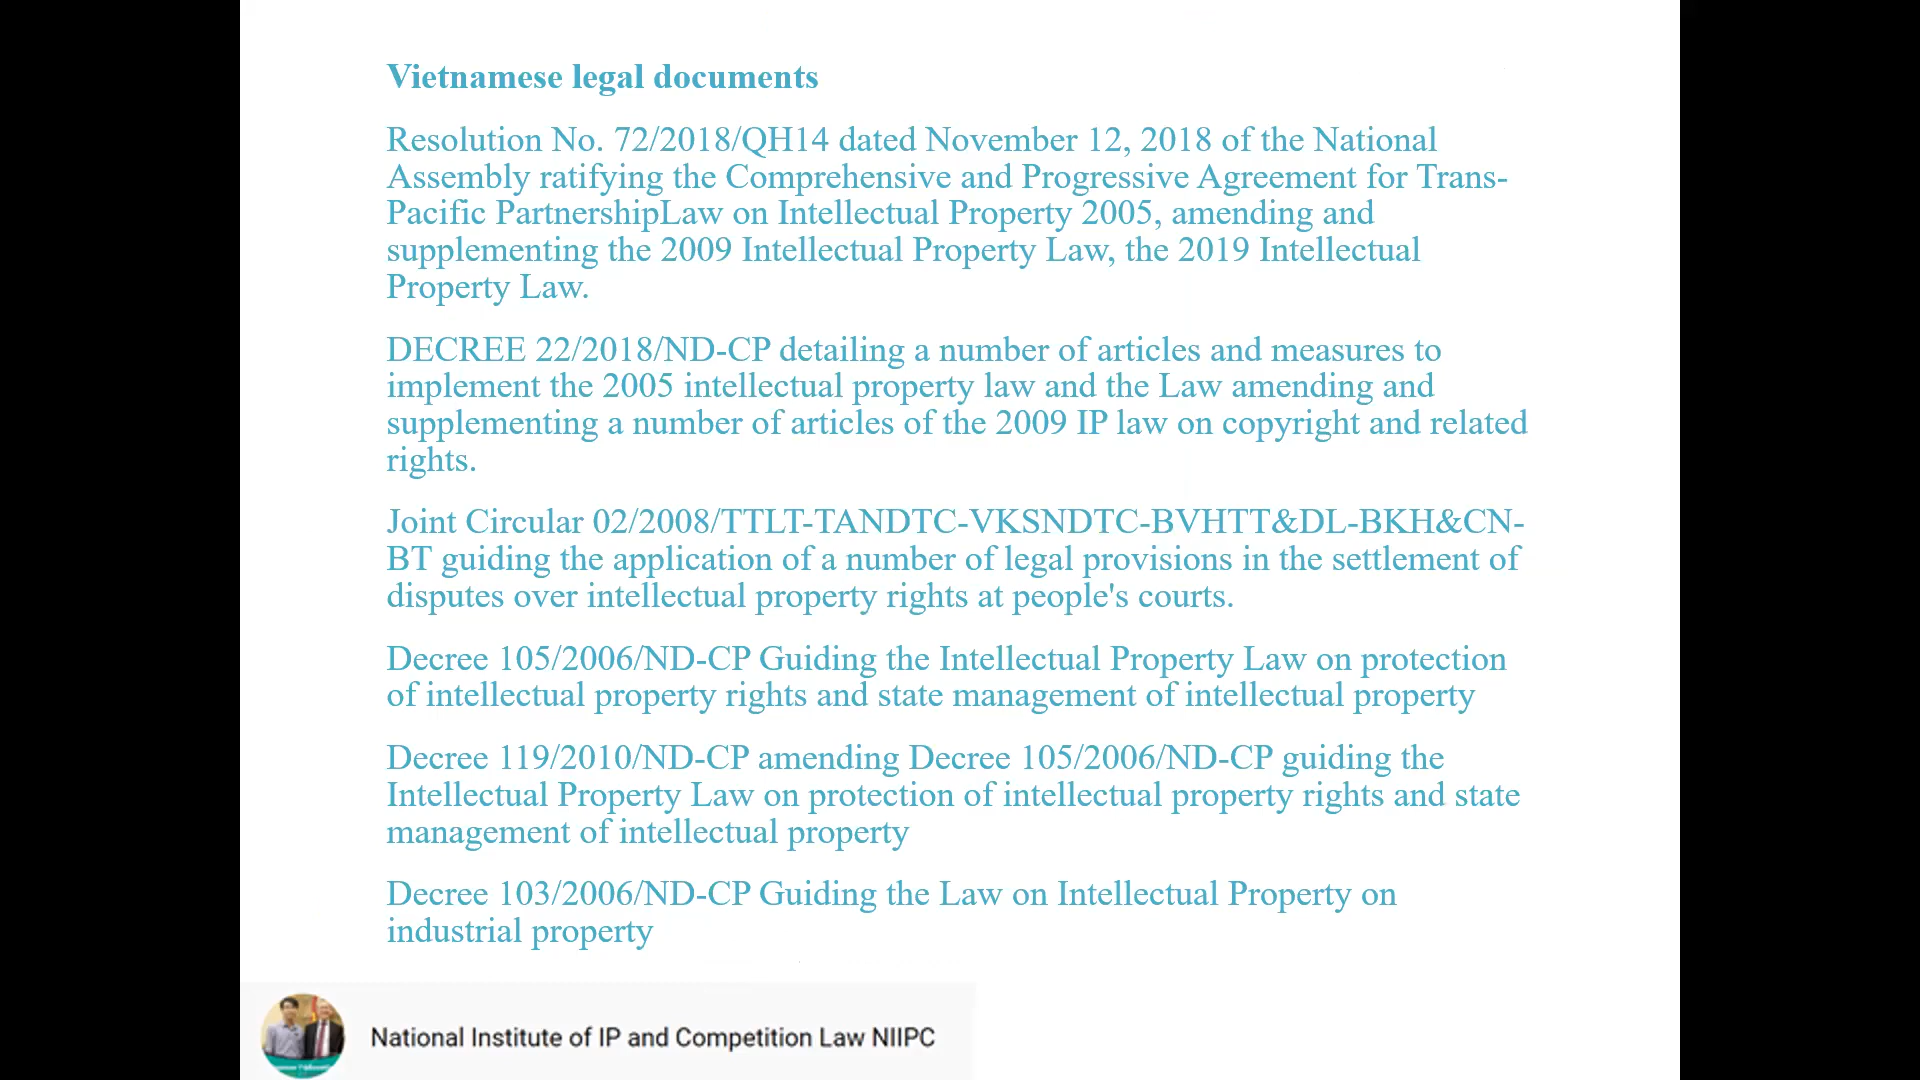 Vietnamese legal documents
Resolution No. 72/2018/QH14 dated November 12, 2018 of the National
Assembly ratifying the Comprehensive and Progressive Agreement for Trans-
Pacific PartnershipLaw on Intellectual Property 2005, amending and
supplementing the 2009 Intellectual Property Law, the 2019 Intellectual
Property Law.
DECREE 22/2018/ND-CP detailing a number of articles and measures to
implement the 2005 intellectual property law and the Law amending and
supplementing a number of articles of the 2009 IP law on copyright and related
rights.
Joint Circular 02/2008/TTLT-TANDTC-VKSNDTC-BVHTT&DL-BKH&CN-
BT guiding the application of a number of legal provisions in the settlement of
disputes over intellectual property rights at people's courts.
Decree 105/2006/ND-CP Guiding the Intellectual Property Law on protection
of intellectual property rights and state management of intellectual property
Decree 119/2010/ND-CP amending Decree 105/2006/ND-CP guiding the
Intellectual Property Law on protection of intellectual property rights and state
management of intellectual property
Decree 103/2006/ND-CP Guiding the Law on Intellectual Property on
industrial property
National Institute of IP and Competition Law NIIPC